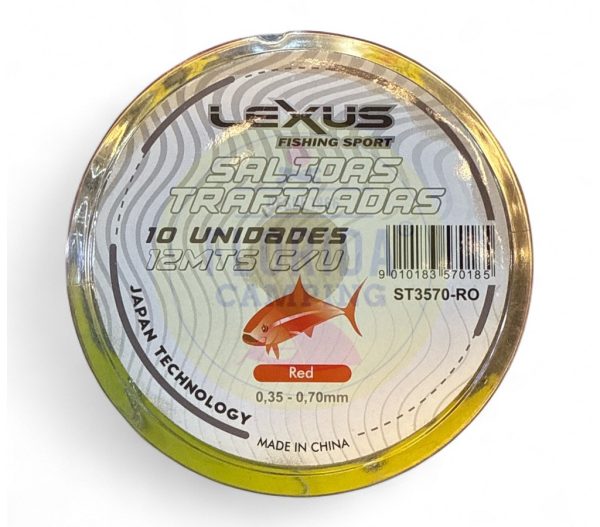 LEXUS
FISHING SPORT
SALIDAS
TRAFILADAS
10 UNIDADES
12MTS C/U
CAMPING
9 010183 570185
ST3570-RO
Red
0,35 - 0,70mm
JAPAN TECHNOLOGY
MADE IN CHINA